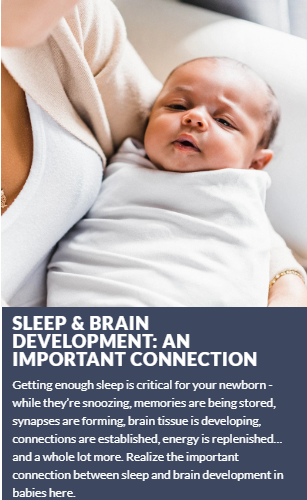 SLEEP & BRAIN
DEVELOPMENT: AN
IMPORTANT CONNECTION
Getting enough sleep is critical for your newborn -
while they're snoozing, memories are being stored,
synapses are forming, brain tissue is developing,
connections are established, energy is replenished...
and a whole lot more. Realize the important
connection between sleep and brain development in
babies here.